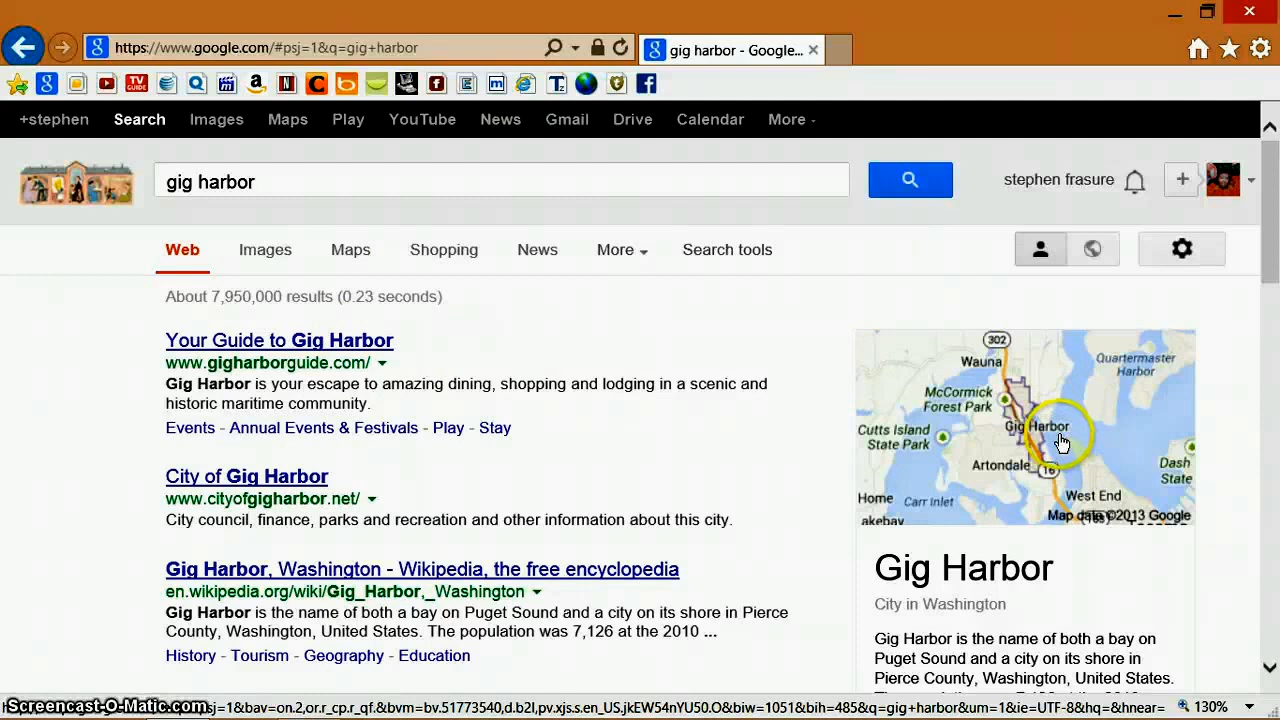 https://www.google.com/#psj=1&q=gig+harbor
gig harbor - Google...
+stephen Search Images Maps Play YouTube News Gmail Drive Calendar More
gig harbor
stephen frasure
Web Images Maps Shopping News More Search tools
About 7,950,000 results (0.23 seconds)
Your Guide to Gig Harbor
www.gigharborguide.com/
Gig Harbor is your escape to amazing dining, shopping and lodging in a scenic and
historic maritime community.
Events - Annual Events & Festivals - Play - Stay
City of Gig Harbor
www.cityofgigharbor.net/
City council, finance, parks and recreation and other information about this city.
Gig Harbor, Washington - Wikipedia, the free encyclopedia
en.wikipedia.org/wiki/Gig_Harbor,_Washington
Gig Harbor is the name of both a bay on Puget Sound and a city on its shore in Pierce
County, Washington, United States. The population was 7,126 at the 2010 ...
History - Tourism - Geography - Education
302
Wauna
Quartermaster
Harbor
McCormick
Forest Park
Gig Harbor
Cutts Island
State Park
Artondale
16
Dash
State
West End
Home
Carr Inlet
akebay
Map data ©2013 Google
Gig Harbor
City in Washington
Gig Harbor is the name of both a bay on
Puget Sound and a city on its shore in
Pierce County, Washington, United States.
Screencast-O-Matic.com
psj=1&bav=on.2,or.r_cp.r_qf.&bvm=bv.51773540,d.b2I,pv.xjs.s.en_US.jkEW54nYU50.O&biw=1051&bih=485&q=gig+harbor&um=1&ie=UTF-8&hq=&hnear=
130%